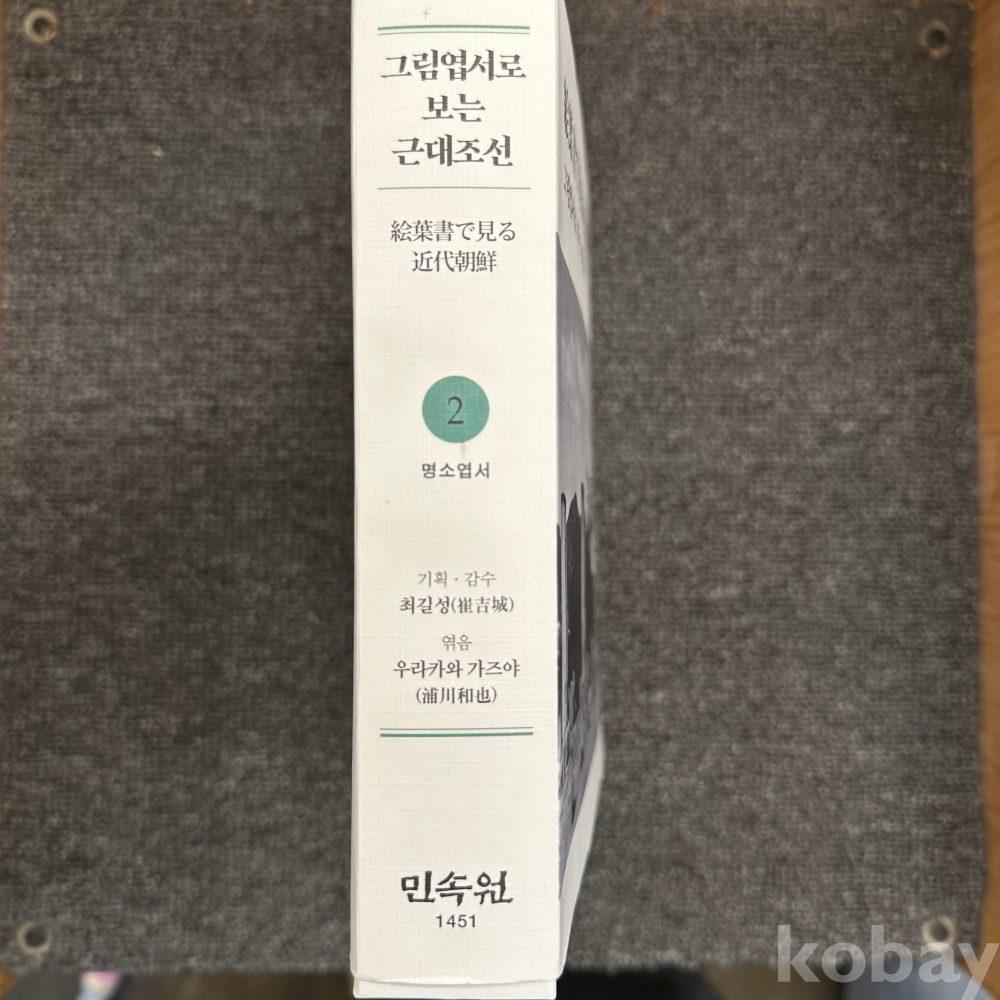 그림엽서로
보는
근대조선
絵葉書で見る
近代朝鮮
2
명소엽서
기획·감수
최길성(崔吉城)
엮음
우라카와 가즈야
(浦川和也)
민속원
1451
kobay